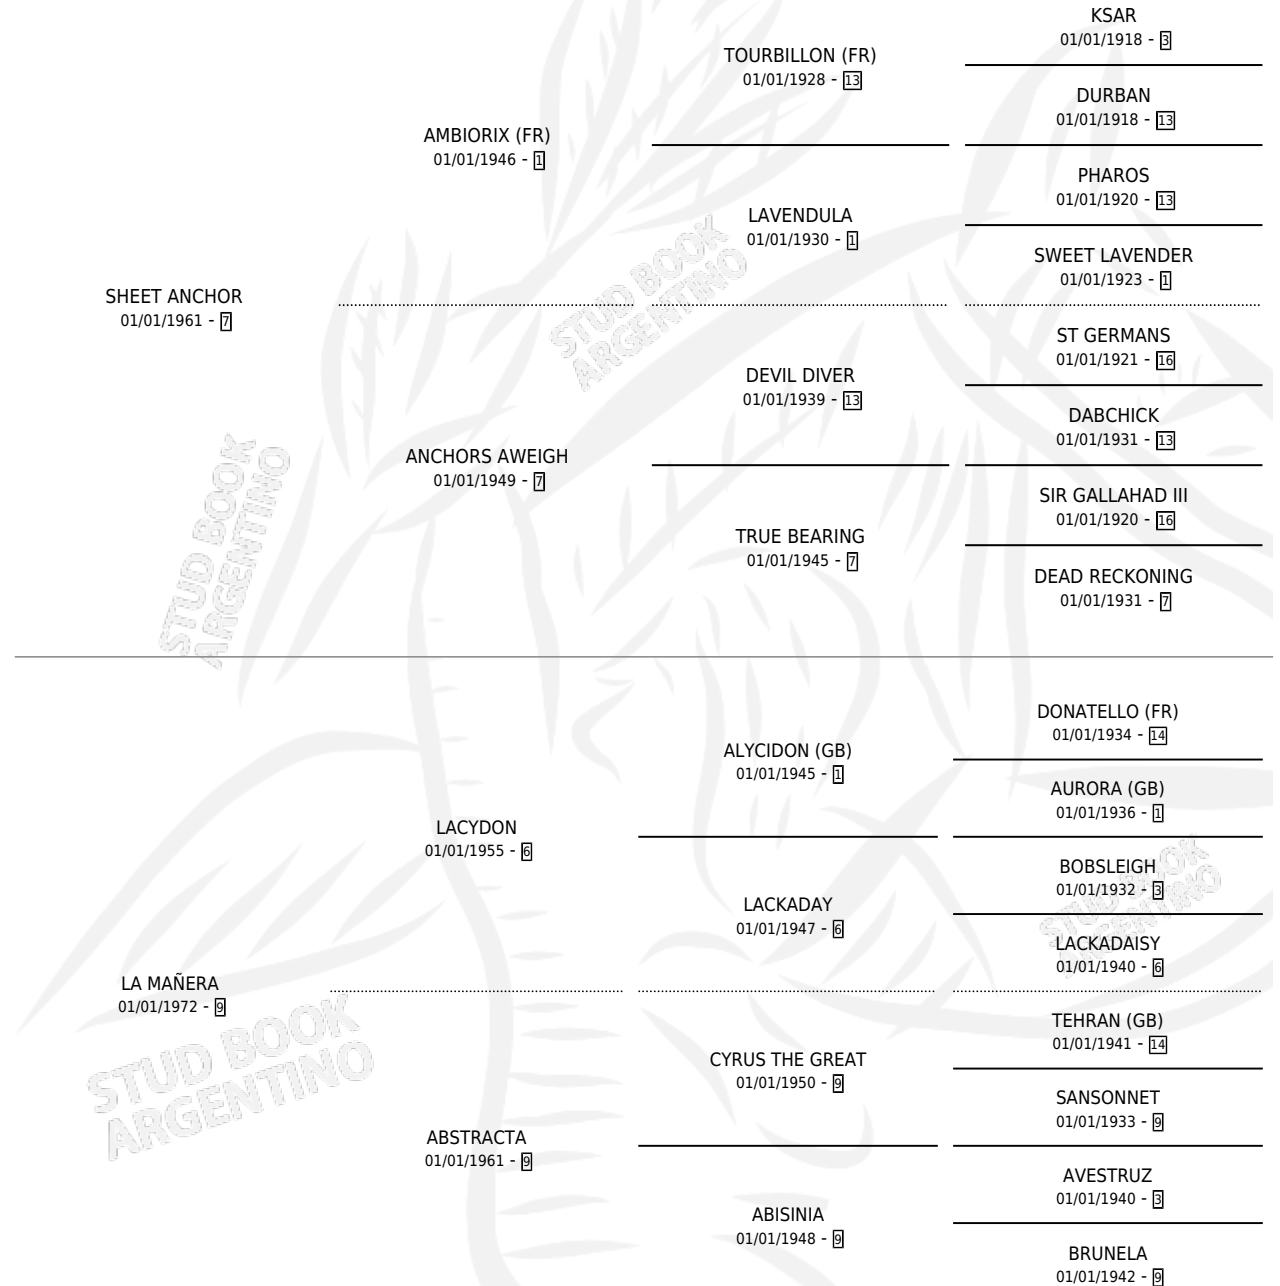 KSAR
01/01/1918 - 3
TOURBILLON (FR)
01/01/1928 - 13
DURBAN
01/01/1918 - 13
AMBIORIX (FR)
01/01/1946 - 1
PHAROS
01/01/1920 - 13
LAVENDULA
01/01/1930 - 1
SWEET LAVENDER
01/01/1923 - 1
SHEET ANCHOR
01/01/1961 - 7
ST GERMANS
01/01/1921 - 16
DEVIL DIVER
01/01/1939 - 13
DABCHICK
01/01/1931 - 13
ANCHORS AWEIGH
01/01/1949 - 7
SIR GALLAHAD III
01/01/1920 - 16
TRUE BEARING
01/01/1945 - 7
DEAD RECKONING
01/01/1931 - 7
DONATELLO (FR)
01/01/1934 - 14
ALYCIDON (GB)
01/01/1945 - 1
AURORA (GB)
01/01/1936 - 1
LACYDON
01/01/1955 - 6
BOBSLEIGH
01/01/1932 - 3
LACKADAY
01/01/1947 - 6
LACKADAISY
01/01/1940 - 6
LA MAÑERA
01/01/1972 - 9
TEHRAN (GB)
01/01/1941 - 14
CYRUS THE GREAT
01/01/1950 - 9
SANSONNET
01/01/1933 - 9
ABSTRACTA
01/01/1961 - 9
AVESTRUZ
01/01/1940 - 3
ABISINIA
01/01/1948 - 9
BRUNELA
01/01/1942 - 9
STUD BOOK
ARGENTINO
STUD BOOK
ARGENTINO
STUD BOOK
ARGENTINO
STUD BOOK
ARGENTINO